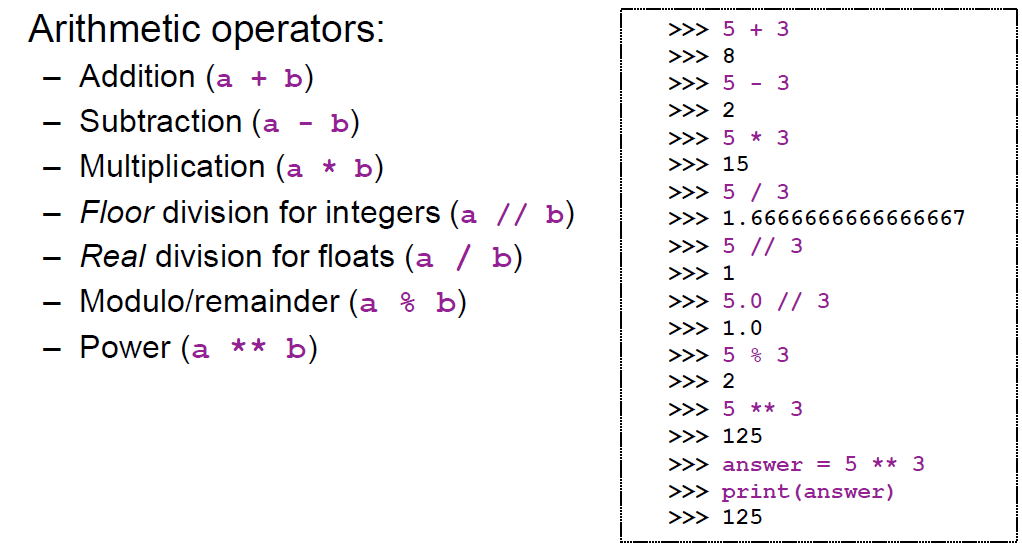 Arithmetic operators:
– Addition (a + b)
– Subtraction (a - b)
– Multiplication (a * b)
– Floor division for integers (a // b)
– Real division for floats (a / b)
– Modulo/remainder (a % b)
– Power (a ** b)
>>> 5 + 3
>>> 8
>>> 5 - 3
>>> 2
>>> 5 * 3
>>> 15
>>> 5 / 3
>>> 1.6666666666666667
>>> 5 // 3
>>> 1
>>> 5.0 // 3
>>> 1.0
>>> 5 % 3
>>> 2
>>> 5 ** 3
>>> 125
>>> answer = 5 ** 3
>>> print(answer)
>>> 125